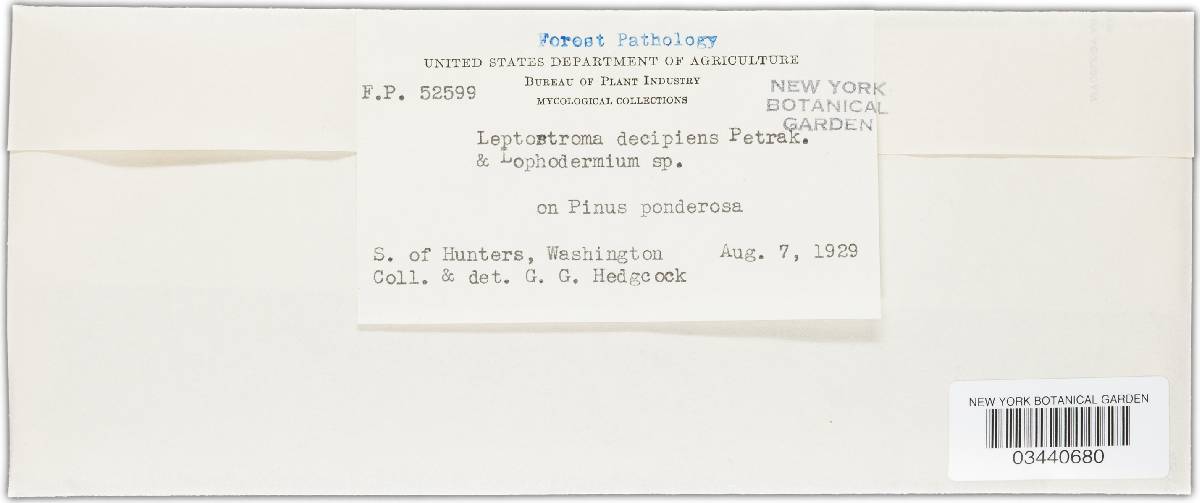 Forest Pathology
UNITED STATES DEPARTMENT OF AGRICULTURE
BUREAU OF PLANT INDUSTRY
F.P. 52599
MYCOLOGICAL COLLECTIONS
NEW YORK
BOTANICAL
GARDEN
Leptostroma decipiens Petrak.
& Lophodermium sp.
on Pinus ponderosa
S. of Hunters, Washington Aug. 7, 1929
Coll. & det. G. G. Hedgcock
NEW YORK BOTANICAL GARDEN
03440680